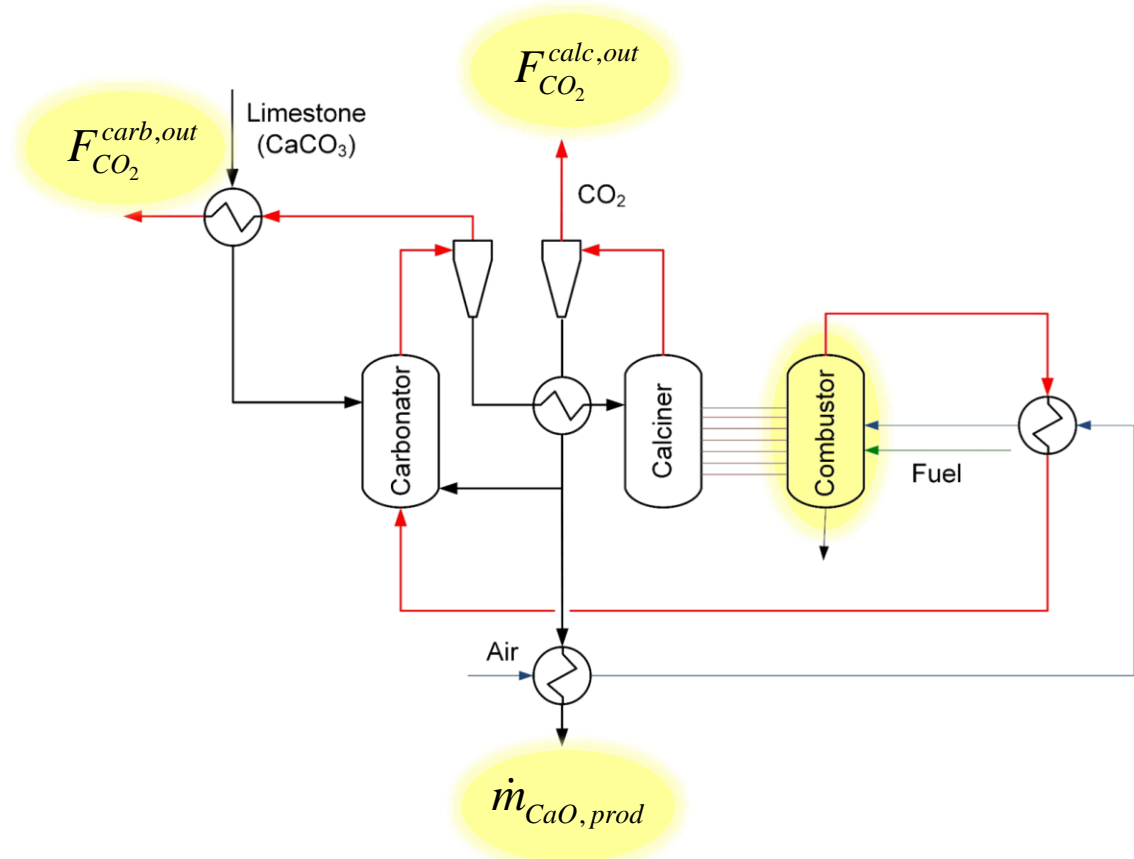 F_{CO_2}^{calc,out}
F_{CO_2}^{carb,out}
Limestone
(CaCO₃)
CO₂
Carbonator
Calciner
Combustor
Fuel
Air
ṁ_{CaO, prod}